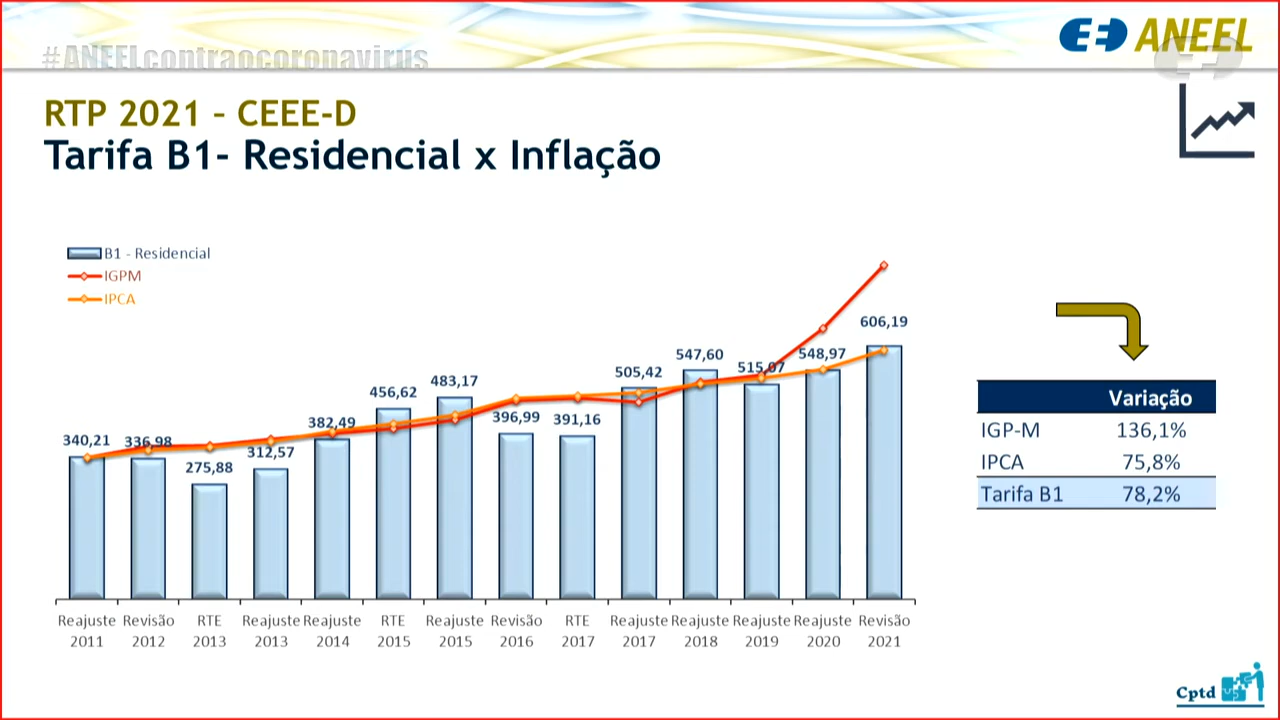 #ANEELcontraocoronavirus
ANEEL
RTP 2021 – CEEE-D
Tarifa B1- Residencial x Inflação
B1 - Residencial
IGPM
IPCA
340,21 336,98 275,88 312,57 382,49 456,62 483,17 396,99 391,16 505,42 547,60 515,07 548,97 606,19
Reajuste Revisão RTE Reajuste Reajuste RTE Reajuste Revisão RTE Reajuste Reajuste Reajuste Reajuste Revisão
2011 2012 2013 2013 2014 2015 2015 2016 2017 2017 2018 2019 2020 2021
Variação
IGP-M 136,1%
IPCA 75,8%
Tarifa B1 78,2%
Cptd